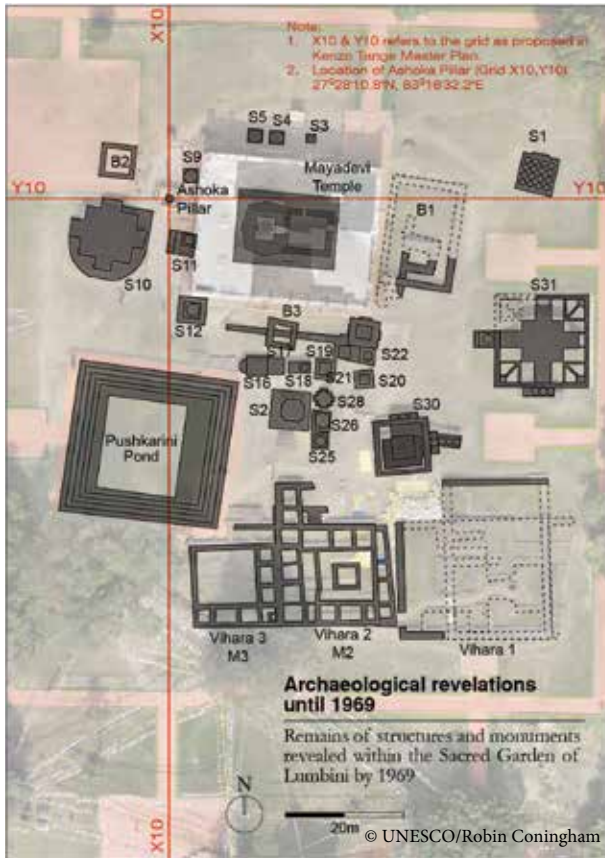 X10
Note:
1. X10 & Y10 refers to the grid as proposed in
Kenzo Tange Master Plan.
2. Location of Ashoka Pillar (Grid X10,Y10)
27°28'10.8"N, 83°16'32.2"E
S5
S4
S3
S1
B2
S9
Mayadevi
Temple
Y10
Y10
Ashoka
Pillar
B1
S11
S10
S31
S12
B3
S17
S19
S22
S16
S18
S21
S20
S2
S28
S30
S26
S25
Pushkarini
Pond
Vihara 3
M3
Vihara 2
M2
Vihara 1
Archaeological revelations
until 1969
Remains of structures and monuments
revealed within the Sacred Garden of
Lumbini by 1969
N
20m
X10
© UNESCO/Robin Coningham